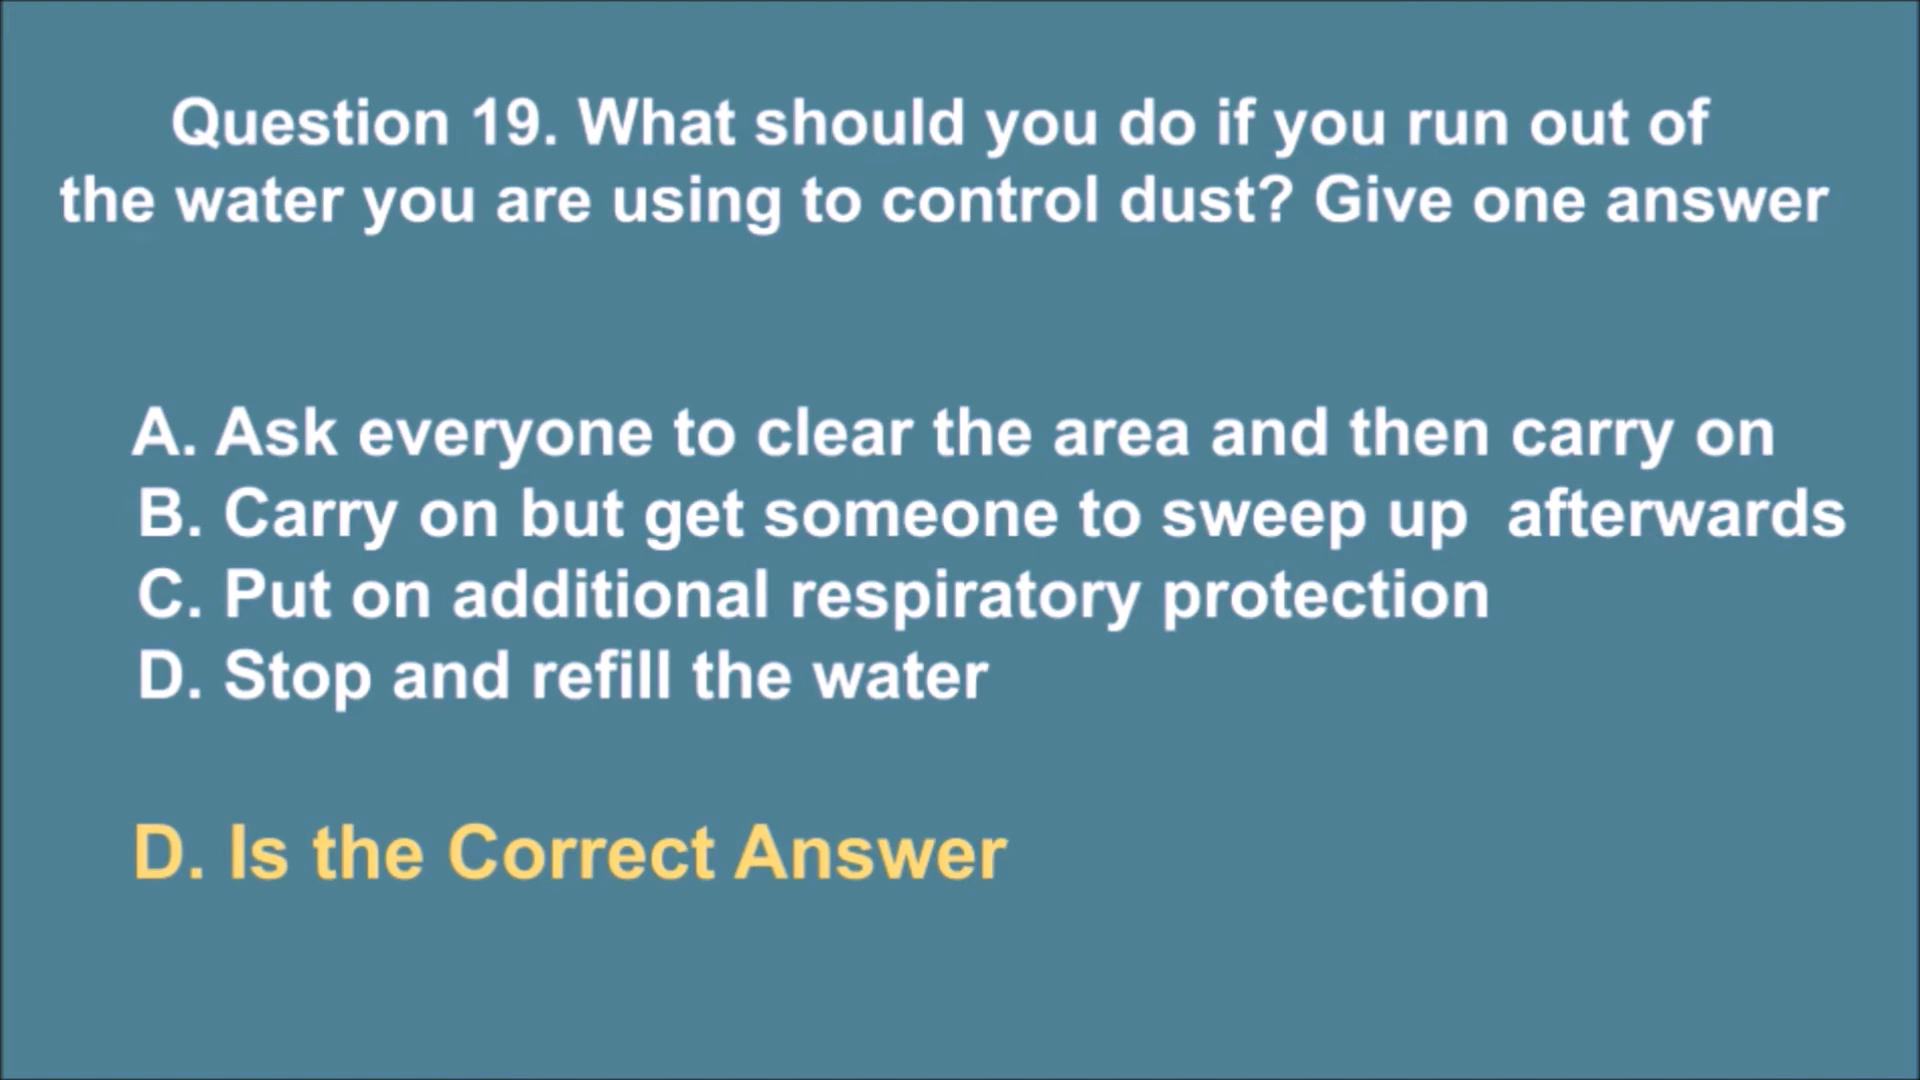 Question 19. What should you do if you run out of
the water you are using to control dust? Give one answer
A. Ask everyone to clear the area and then carry on
B. Carry on but get someone to sweep up  afterwards
C. Put on additional respiratory protection
D. Stop and refill the water
D. Is the Correct Answer